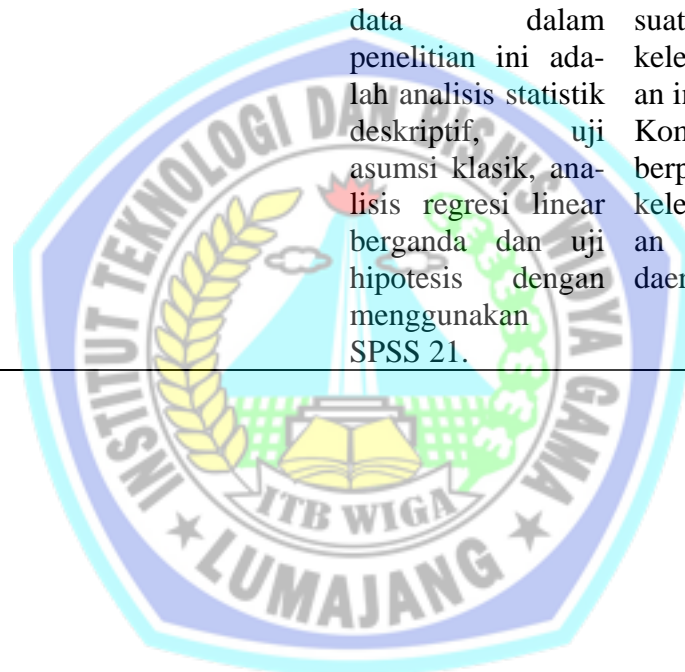 data dalam
penelitian ini ada-
lah analisis statistik
deskriptif, uji
asumsi klasik, ana-
lisis regresi linear
berganda dan uji
hipotesis dengan
menggunakan
SPSS 21.
suat
kele
an in
Kon
berp
kele
an
daer
INSTITUT TEKNOLOGI DAN BISNIS WIDYA GAMA
ITB WIGA
LUMAJANG